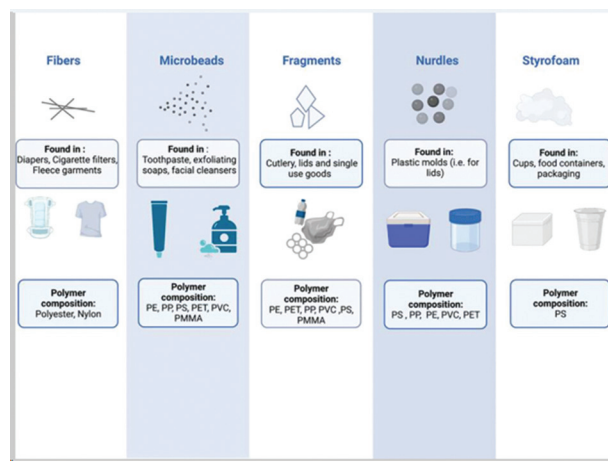 Fibers
Found in :
Diapers, Cigarette filters,
Fleece garments
Polymer
composition:
Polyester, Nylon
Microbeads
Found in :
Toothpaste, exfoliating
soaps, facial cleansers
Polymer
composition:
PE, PP, PS, PET, PVC,
PMMA
Fragments
Found in :
Cutlery, lids and single
use goods
Polymer
composition:
PE, PET, PP, PVC ,PS,
PMMA
Nurdles
Found in:
Plastic molds (i.e. for
lids)
Polymer
composition:
PS , PP, PE, PVC, PET
Styrofoam
Found in:
Cups, food containers,
packaging
Polymer
composition:
PS